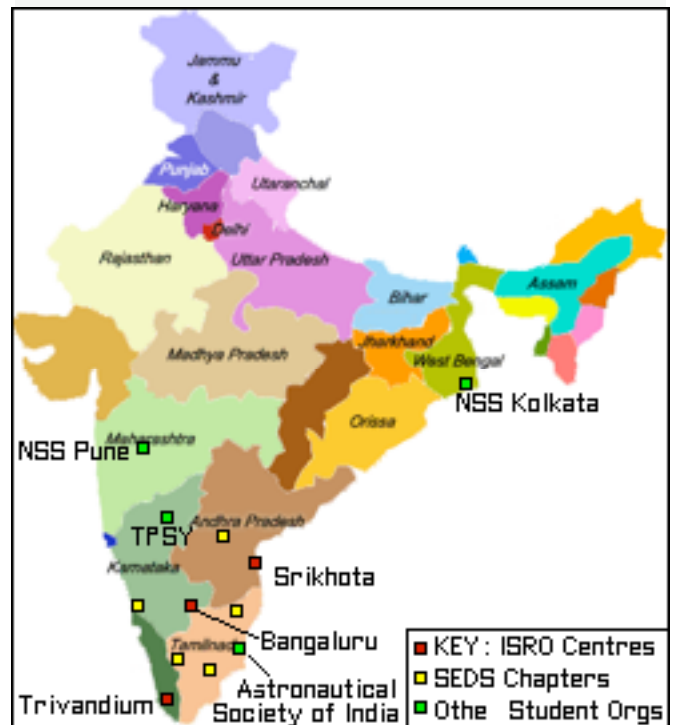 Jammu
&
Kashmir
Punjab
Utaranchal
Haryana
Delhi
Rajasthan
Uttar Pradesh
Assam
Bihar
Jharkhand
Madhya Pradesh
West Bengal
NSS Kolkata
Orissa
Maharashtra
NSS Pune
Andhra Pradesh
TPSY
Karnataka
Srikhota
Bangaluru
Tamilnadu
KEY: ISRO Centres
SEDS Chapters
Othe Student Orgs
Astronautical
Society of India
Trivandium